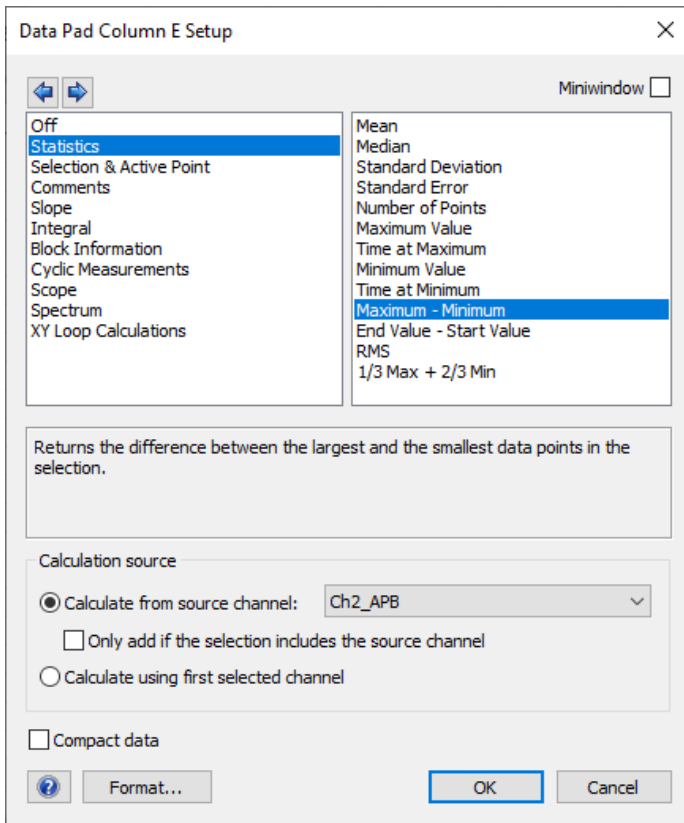 Data Pad Column E Setup
Miniwindow
Off
Statistics
Selection & Active Point
Comments
Slope
Integral
Block Information
Cyclic Measurements
Scope
Spectrum
XY Loop Calculations
Mean
Median
Standard Deviation
Standard Error
Number of Points
Maximum Value
Time at Maximum
Minimum Value
Time at Minimum
Maximum - Minimum
End Value - Start Value
RMS
1/3 Max + 2/3 Min
Returns the difference between the largest and the smallest data points in the
selection.
Calculation source
Calculate from source channel: Ch2_APB
Only add if the selection includes the source channel
Calculate using first selected channel
Compact data
? Format... OK Cancel